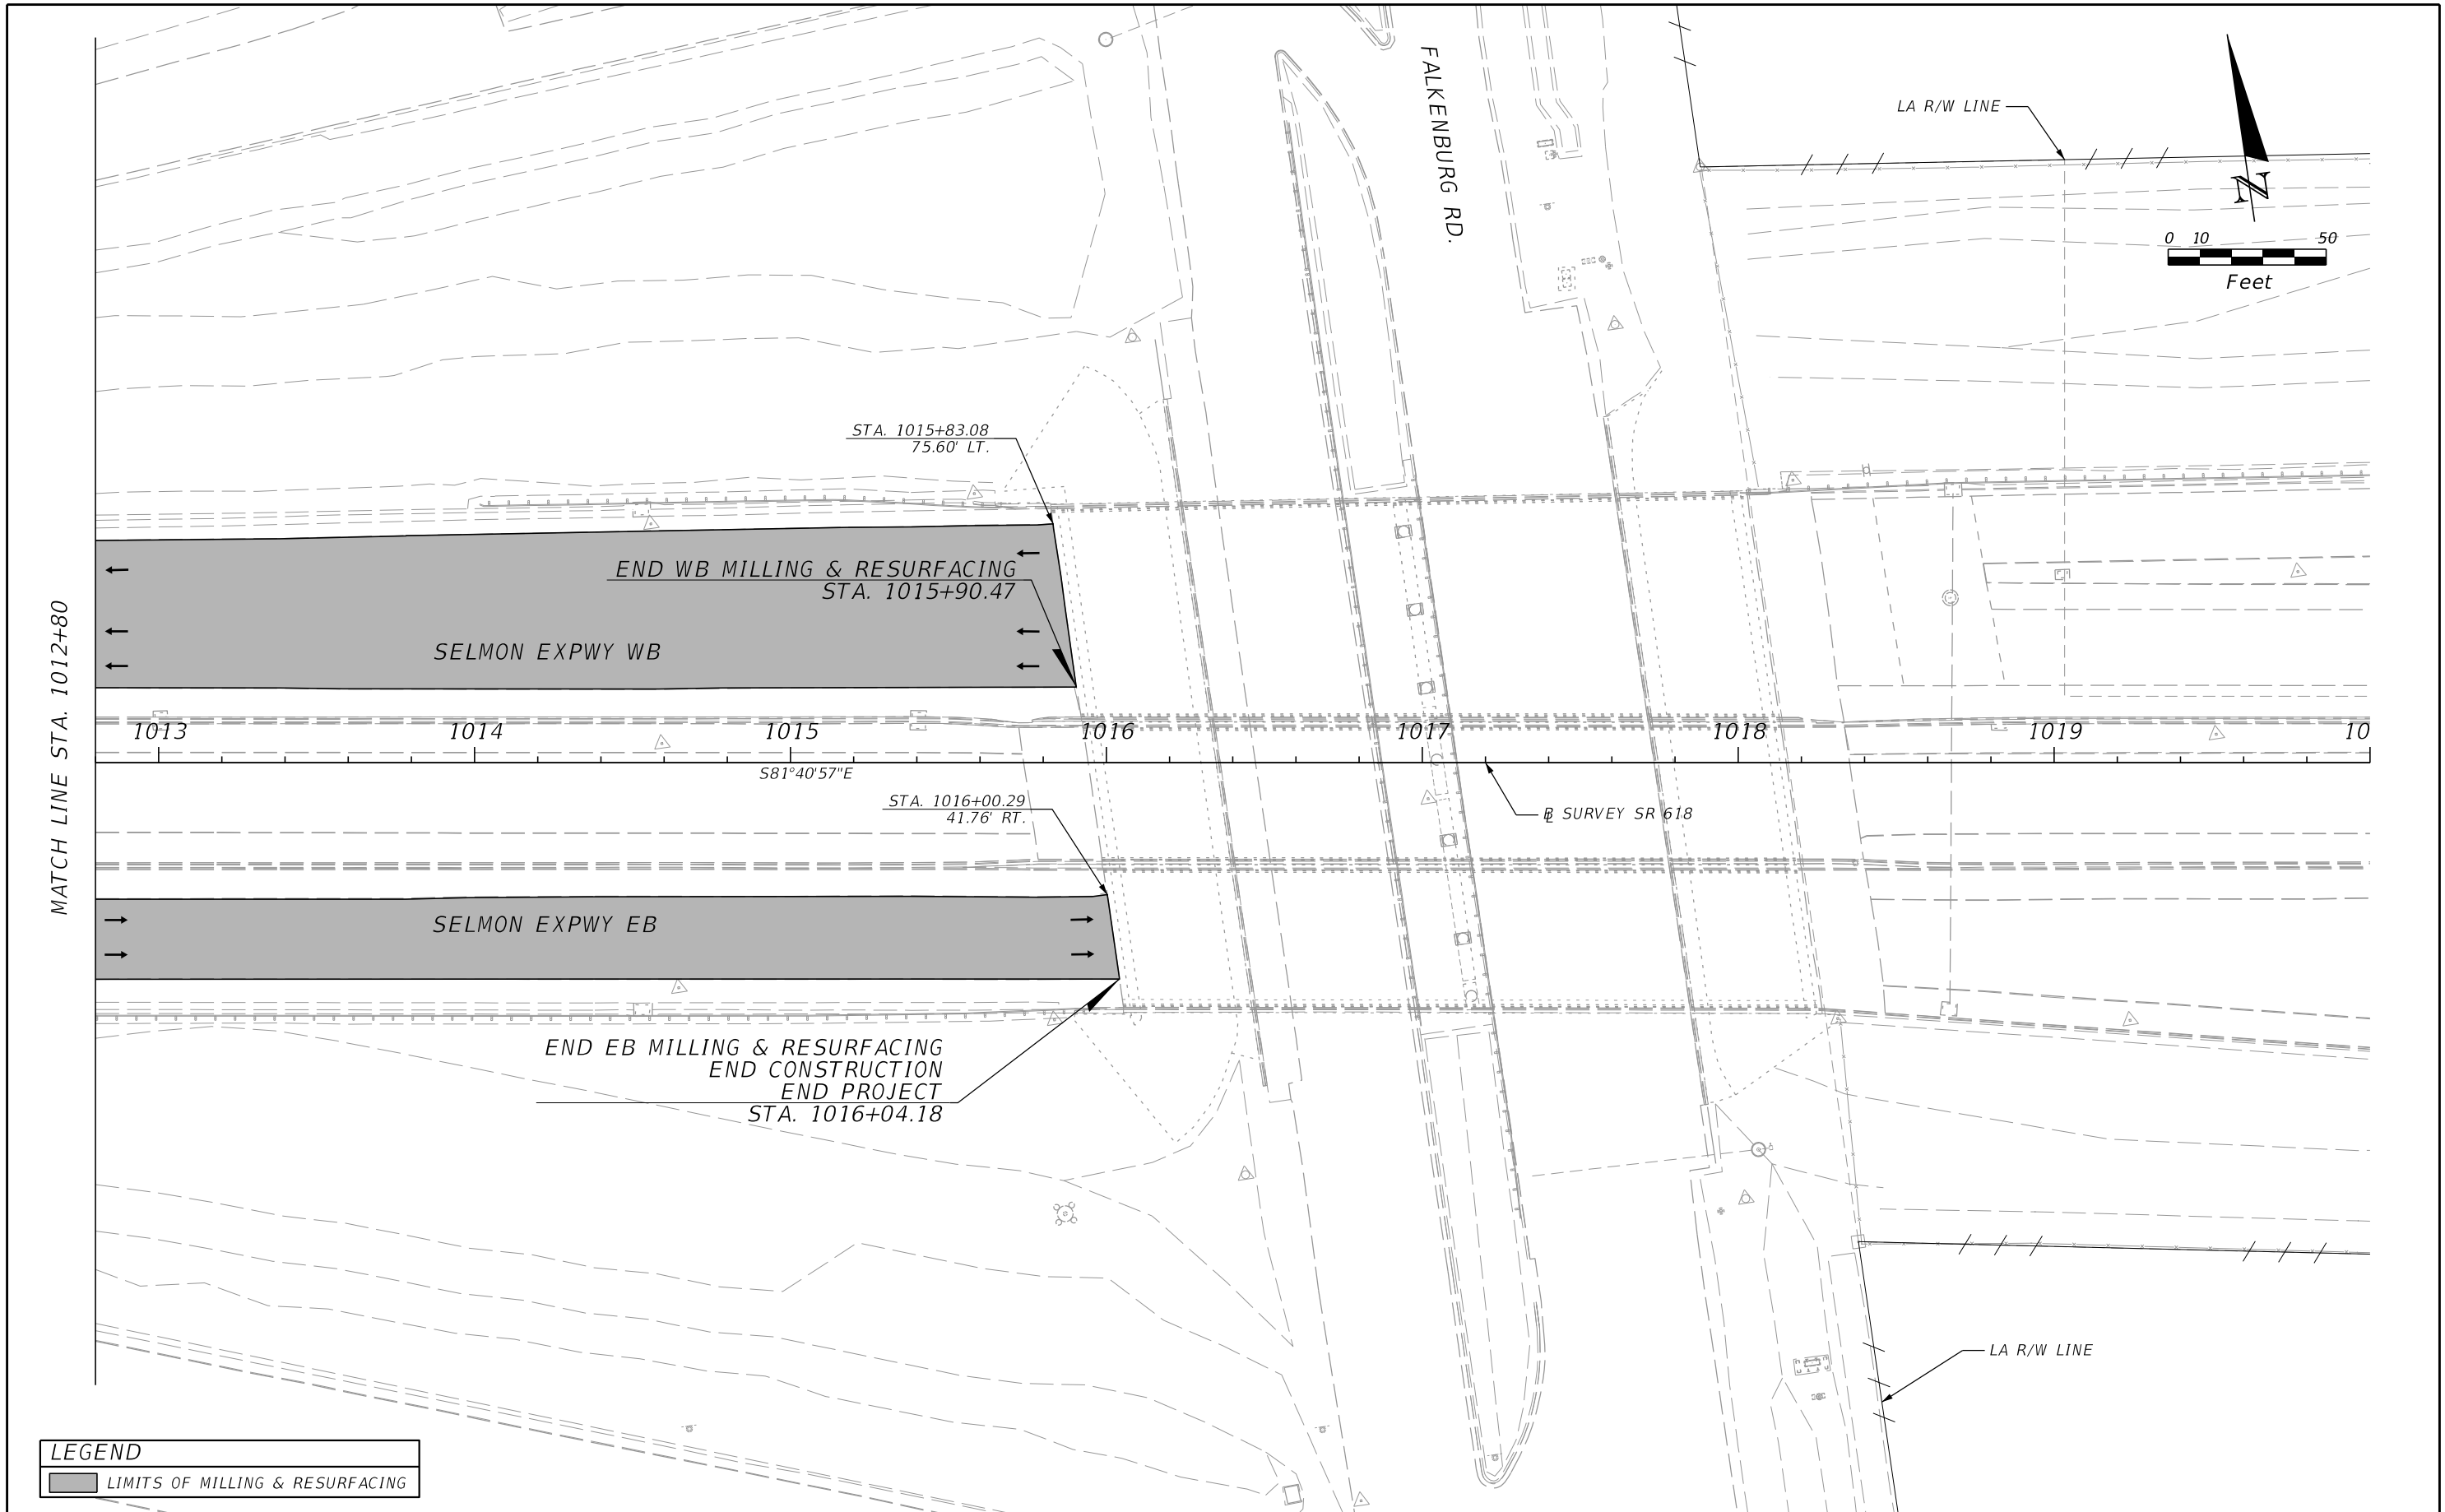 FALKENBURG RD.
LA R/W LINE
N
0 10 50
Feet
STA. 1015+83.08
75.60' LT.
END WB MILLING & RESURFACING
STA. 1015+90.47
SELMON EXPWY WB
MATCH LINE STA. 1012+80
1013 1014 1015 1016 1017 1018 1019 10
S81°40'57"E
STA. 1016+00.29
41.76' RT.
BL SURVEY SR 618
SELMON EXPWY EB
END EB MILLING & RESURFACING
END CONSTRUCTION
END PROJECT
STA. 1016+04.18
LA R/W LINE
LEGEND
LIMITS OF MILLING & RESURFACING